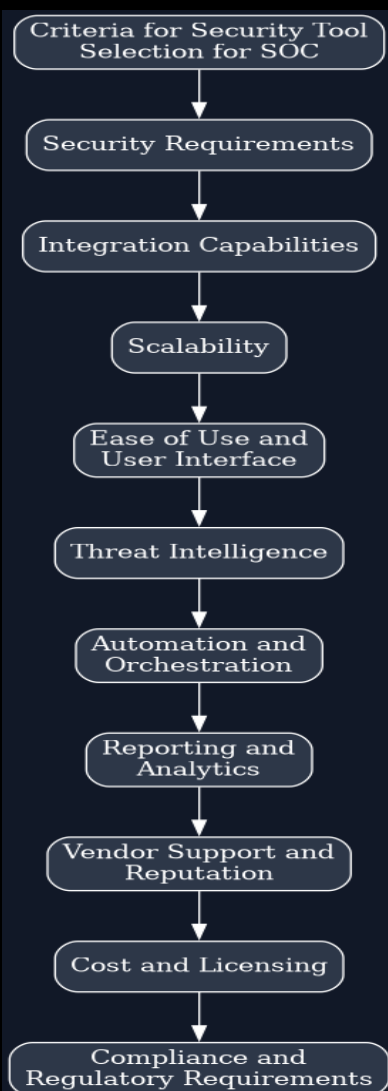 Criteria for Security Tool
Selection for SOC
Security Requirements
Integration Capabilities
Scalability
Ease of Use and
User Interface
Threat Intelligence
Automation and
Orchestration
Reporting and
Analytics
Vendor Support and
Reputation
Cost and Licensing
Compliance and
Regulatory Requirements